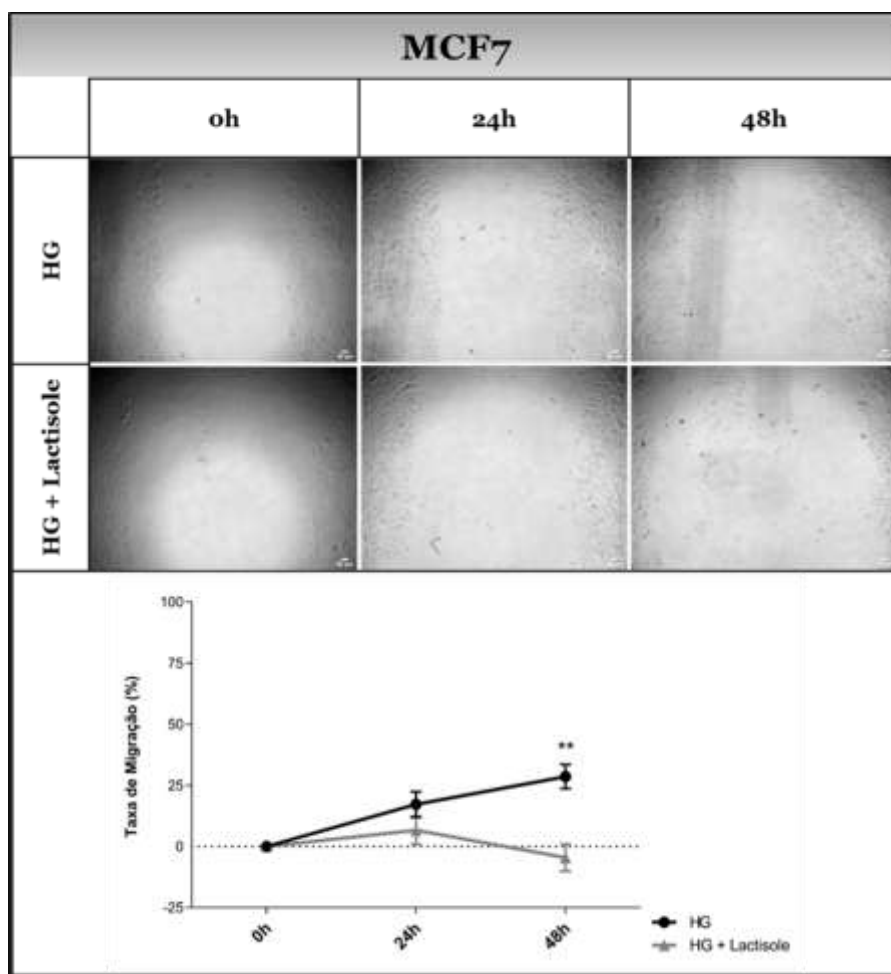 MCF7
0h
24h
48h
HG
HG + Lactisole
100
75
50
25
0
-25
Taxa de Migração (%)
**
0h
24h
48h
HG
HG + Lactisole